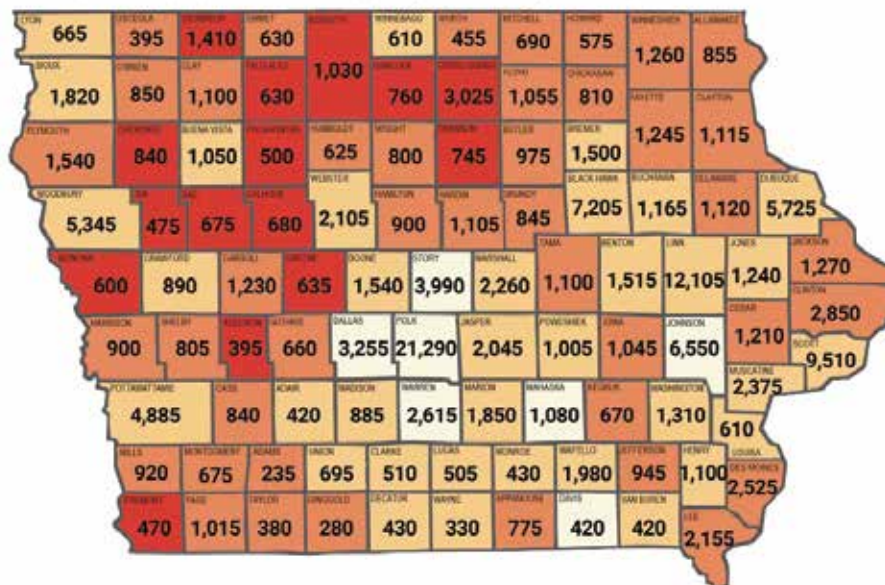 LYON OSCEOLA DICKINSON EMMET KOSSUTH WINNEBAGO WORTH MITCHELL HOWARD WINNESHIEK ALLAMAKEE
665 395 1,410 630 1,030 610 455 690 575 1,260 855
SIOUX O'BRIEN CLAY PALO ALTO HANCOCK CERRO GORDO FLOYD CHICKASAW
1,820 850 1,100 630 760 3,025 1,055 810
FAYETTE CLAYTON
1,245 1,115
PLYMOUTH CHEROKEE BUENA VISTA POCAHONTAS HUMBOLDT WRIGHT FRANKLIN BUTLER BREMER
1,540 840 1,050 500 625 800 745 975 1,500
WOODBURY IDA SAC CALHOUN WEBSTER HAMILTON HARDIN GRUNDY BLACK HAWK BUCHANAN DELAWARE DUBUQUE
5,345 475 675 680 2,105 900 1,105 845 7,205 1,165 1,120 5,725
MONONA CRAWFORD CARROLL GREENE BOONE STORY MARSHALL TAMA BENTON LINN JONES JACKSON
600 890 1,230 635 1,540 3,990 2,260 1,100 1,515 12,105 1,240 1,270
CLINTON
2,850
HARRISON SHELBY AUDUBON GUTHRIE DALLAS POLK JASPER POWESHIEK IOWA JOHNSON CEDAR
900 805 395 660 3,255 21,290 2,045 1,005 1,045 6,550 1,210
SCOTT
9,510
MUSCATINE
2,375
POTTAWATTAMIE CASS ADAIR MADISON WARREN MARION MAHASKA KEOKUK WASHINGTON
4,885 840 420 885 2,615 1,850 1,080 670 1,310 610
LOUISA
MILLS MONTGOMERY ADAMS UNION CLARKE LUCAS MONROE WAPELLO JEFFERSON HENRY DES MOINES
920 675 235 695 510 505 430 1,980 945 1,100 2,525
FREMONT PAGE TAYLOR RINGGOLD DECATUR WAYNE APPANOOSE DAVIS VAN BUREN LEE
470 1,015 380 280 430 330 775 420 420 2,155